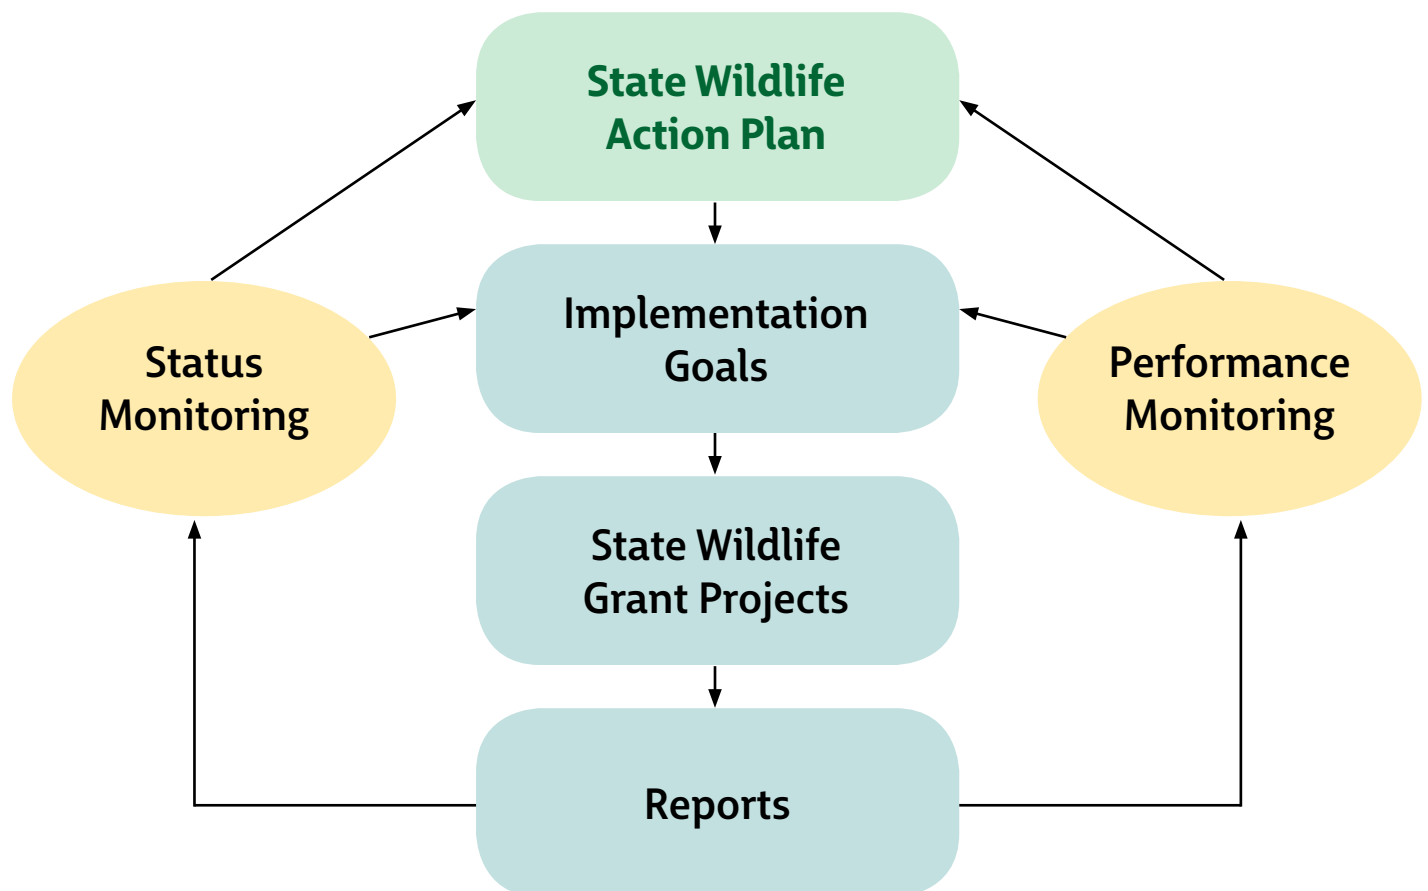 State Wildlife
Action Plan
Implementation
Goals
Status
Monitoring
Performance
Monitoring
State Wildlife
Grant Projects
Reports